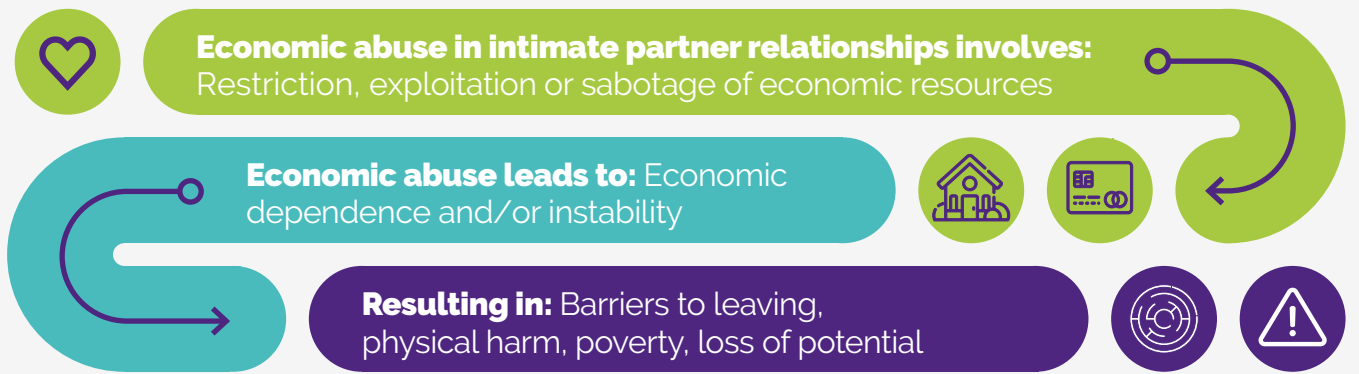 Economic abuse in intimate partner relationships involves:
Restriction, exploitation or sabotage of economic resources
Economic abuse leads to: Economic
dependence and/or instability
Resulting in: Barriers to leaving,
physical harm, poverty, loss of potential